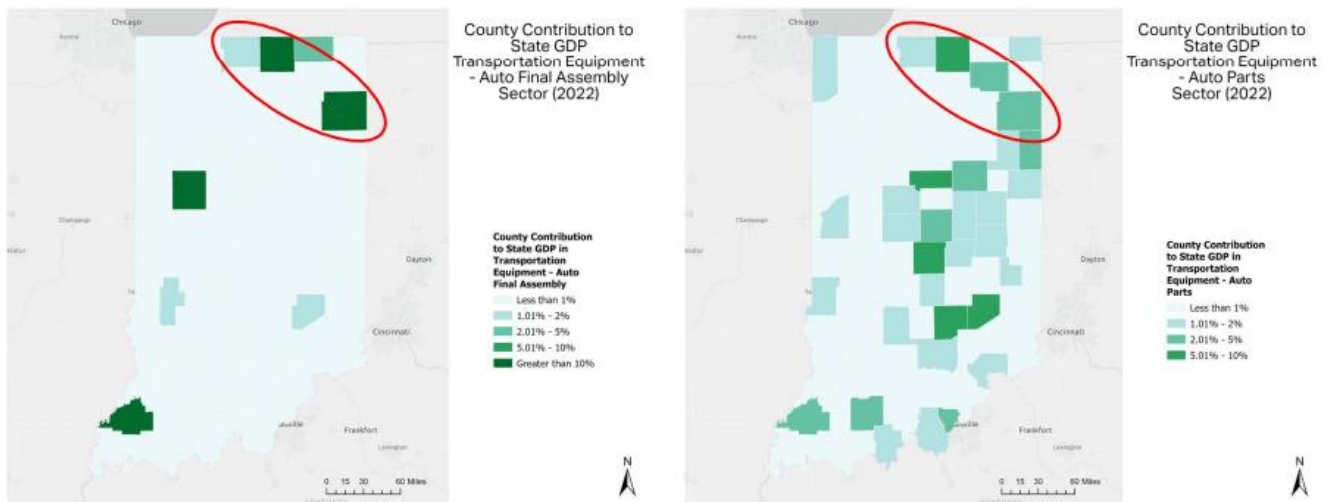 County Contribution to
State GDP
Transportation Equipment
- Auto Final Assembly
Sector (2022)
Chicago
Aurora
Champaign
Dayton
Cincinnati
Frankfort
Lexington
County Contribution
to State GDP in
Transportation
Equipment - Auto
Final Assembly
Less than 1%
1.01% - 2%
2.01% - 5%
5.01% - 10%
Greater than 10%
0 15 30 60 Miles
N
County Contribution to
State GDP
Transportation Equipment
- Auto Parts
Sector (2022)
Chicago
Aurora
Champaign
Dayton
Cincinnati
Frankfort
Lexington
County Contribution
to State GDP in
Transportation
Equipment - Auto
Parts
Less than 1%
1.01% - 2%
2.01% - 5%
5.01% - 10%
0 15 30 60 Miles
N